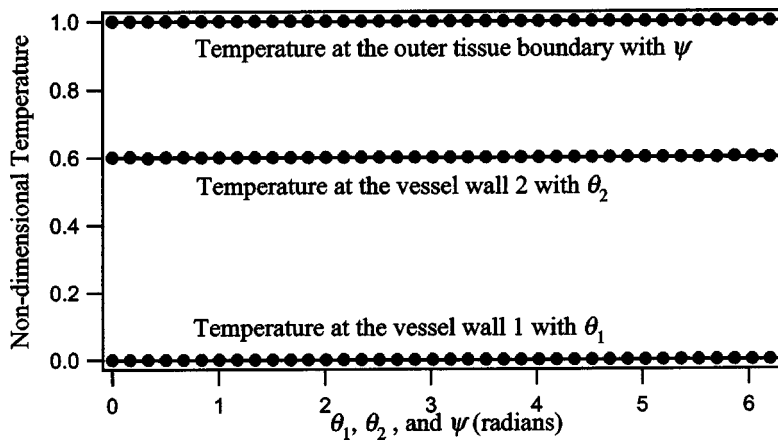 Non-dimensional Temperature
1.0
0.8
0.6
0.4
0.2
0.0
Temperature at the outer tissue boundary with ψ
Temperature at the vessel wall 2 with θ₂
Temperature at the vessel wall 1 with θ₁
0 1 2 3 4 5 6
θ₁, θ₂, and ψ (radians)